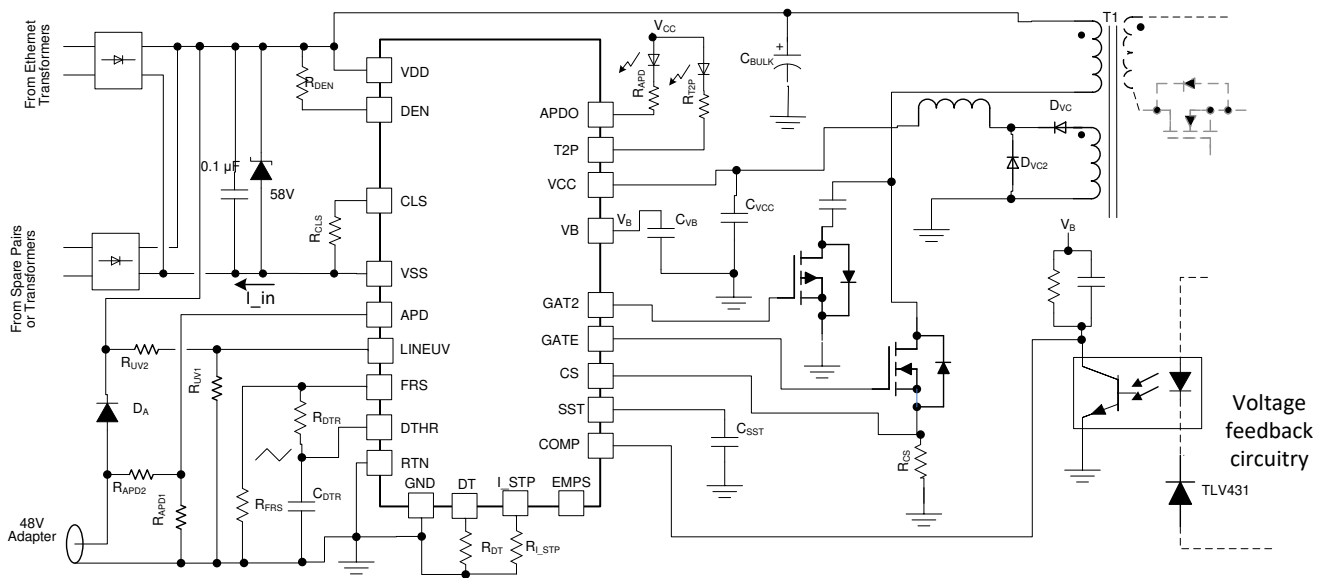 From Ethernet
Transformers
From Spare Pairs
or Transformers
48V
Adapter
0.1 µF
58V
I_in
RDEN
RCLS
RUV2
RUV1
DA
RAPD2
RAPD1
RFRS
RDTR
CDTR
VDD
DEN
CLS
VSS
APD
LINEUV
FRS
DTHR
RTN
GND
DT
I_STP
EMPS
RDT
RI_STP
APDO
T2P
VCC
VB
GAT2
GATE
CS
SST
COMP
VCC
RAPD
RT2P
CBULK
VB
CVB
CVCC
CSST
RCS
DVC
DVC2
T1
VB
TLV431
Voltage
feedback
circuitry